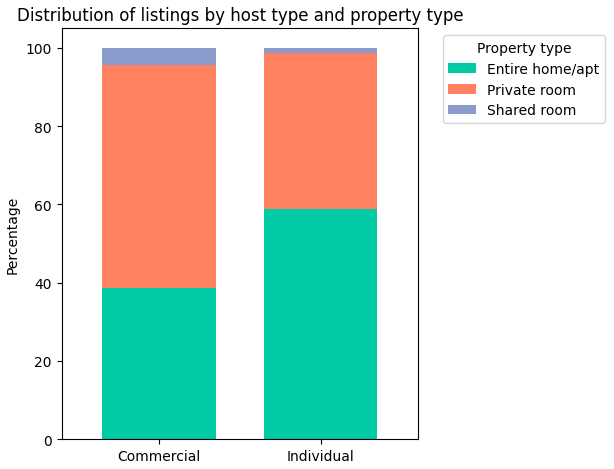 Distribution of listings by host type and property type
Property type
Entire home/apt
Private room
Shared room
Percentage
100
80
60
40
20
0
Commercial
Individual